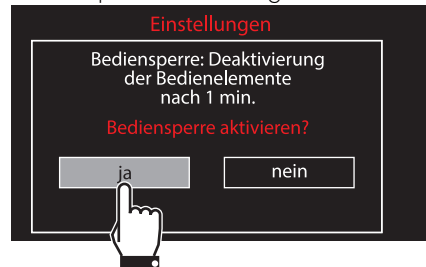 Einstellungen
Bediensperre: Deaktivierung
der Bedienelemente
nach 1 min.
Bediensperre aktivieren?
ja
nein